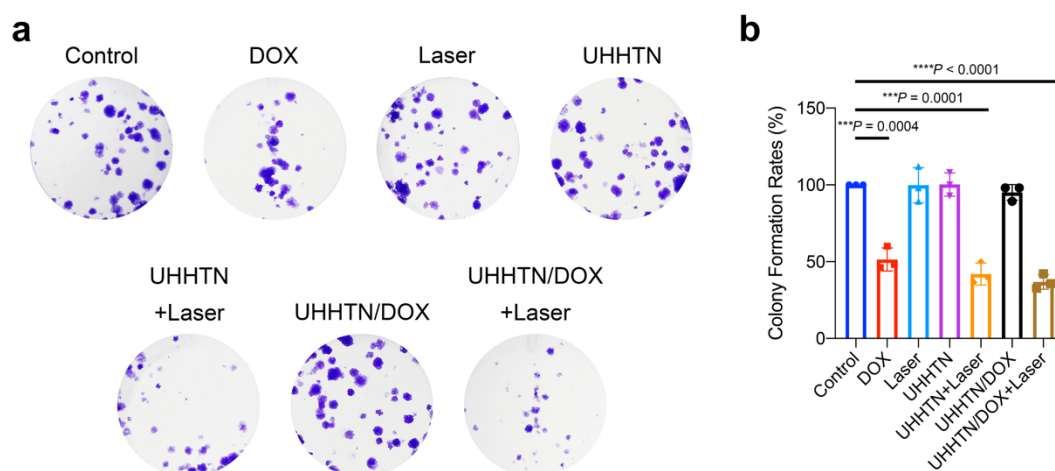 a
Control
DOX
Laser
UHHTN
UHHTN
+Laser
UHHTN/DOX
UHHTN/DOX
+Laser
b
****P < 0.0001
***P = 0.0001
***P = 0.0004
Colony Formation Rates (%)
150
100
50
0
Control
DOX
Laser
UHHTN
UHHTN+Laser
UHHTN/DOX
UHHTN/DOX+Laser